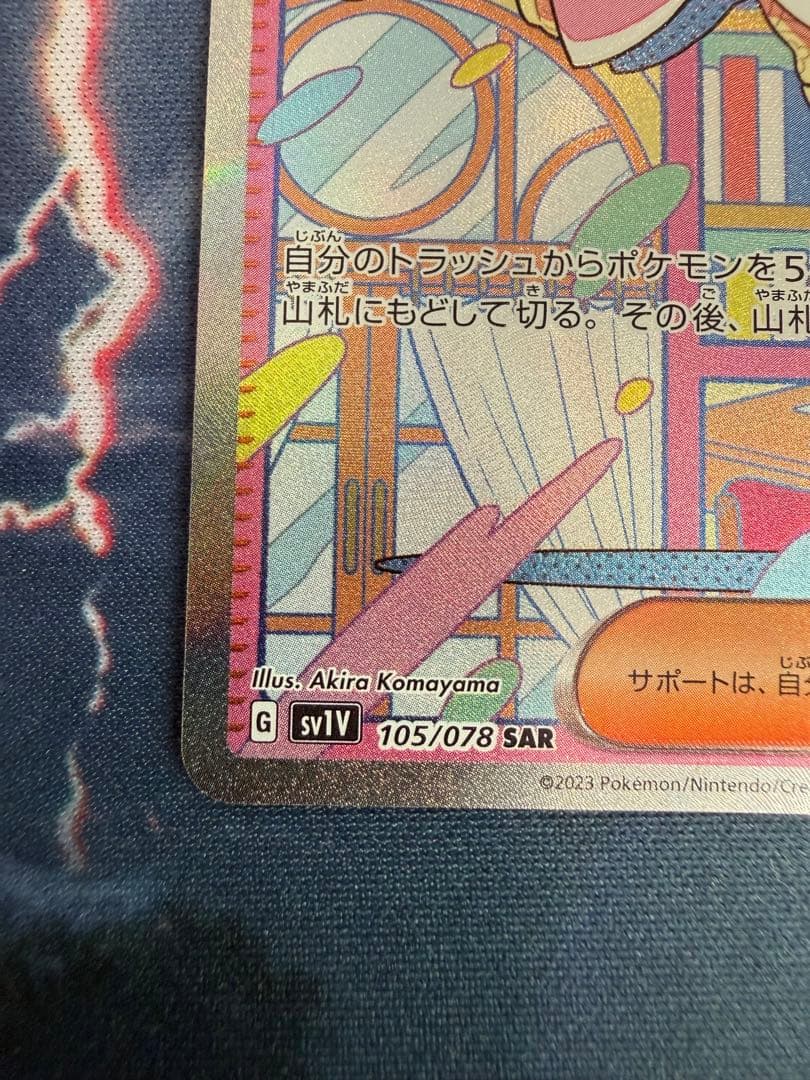 じぶん
自分のトラッシュからポケモンを5
やまふだ き ご やまふだ
山札にもどして切る。その後、山札
Illus. Akira Komayama
サポートは、自分
G SV1V 105/078 SAR
©2023 Pokémon/Nintendo/Cre